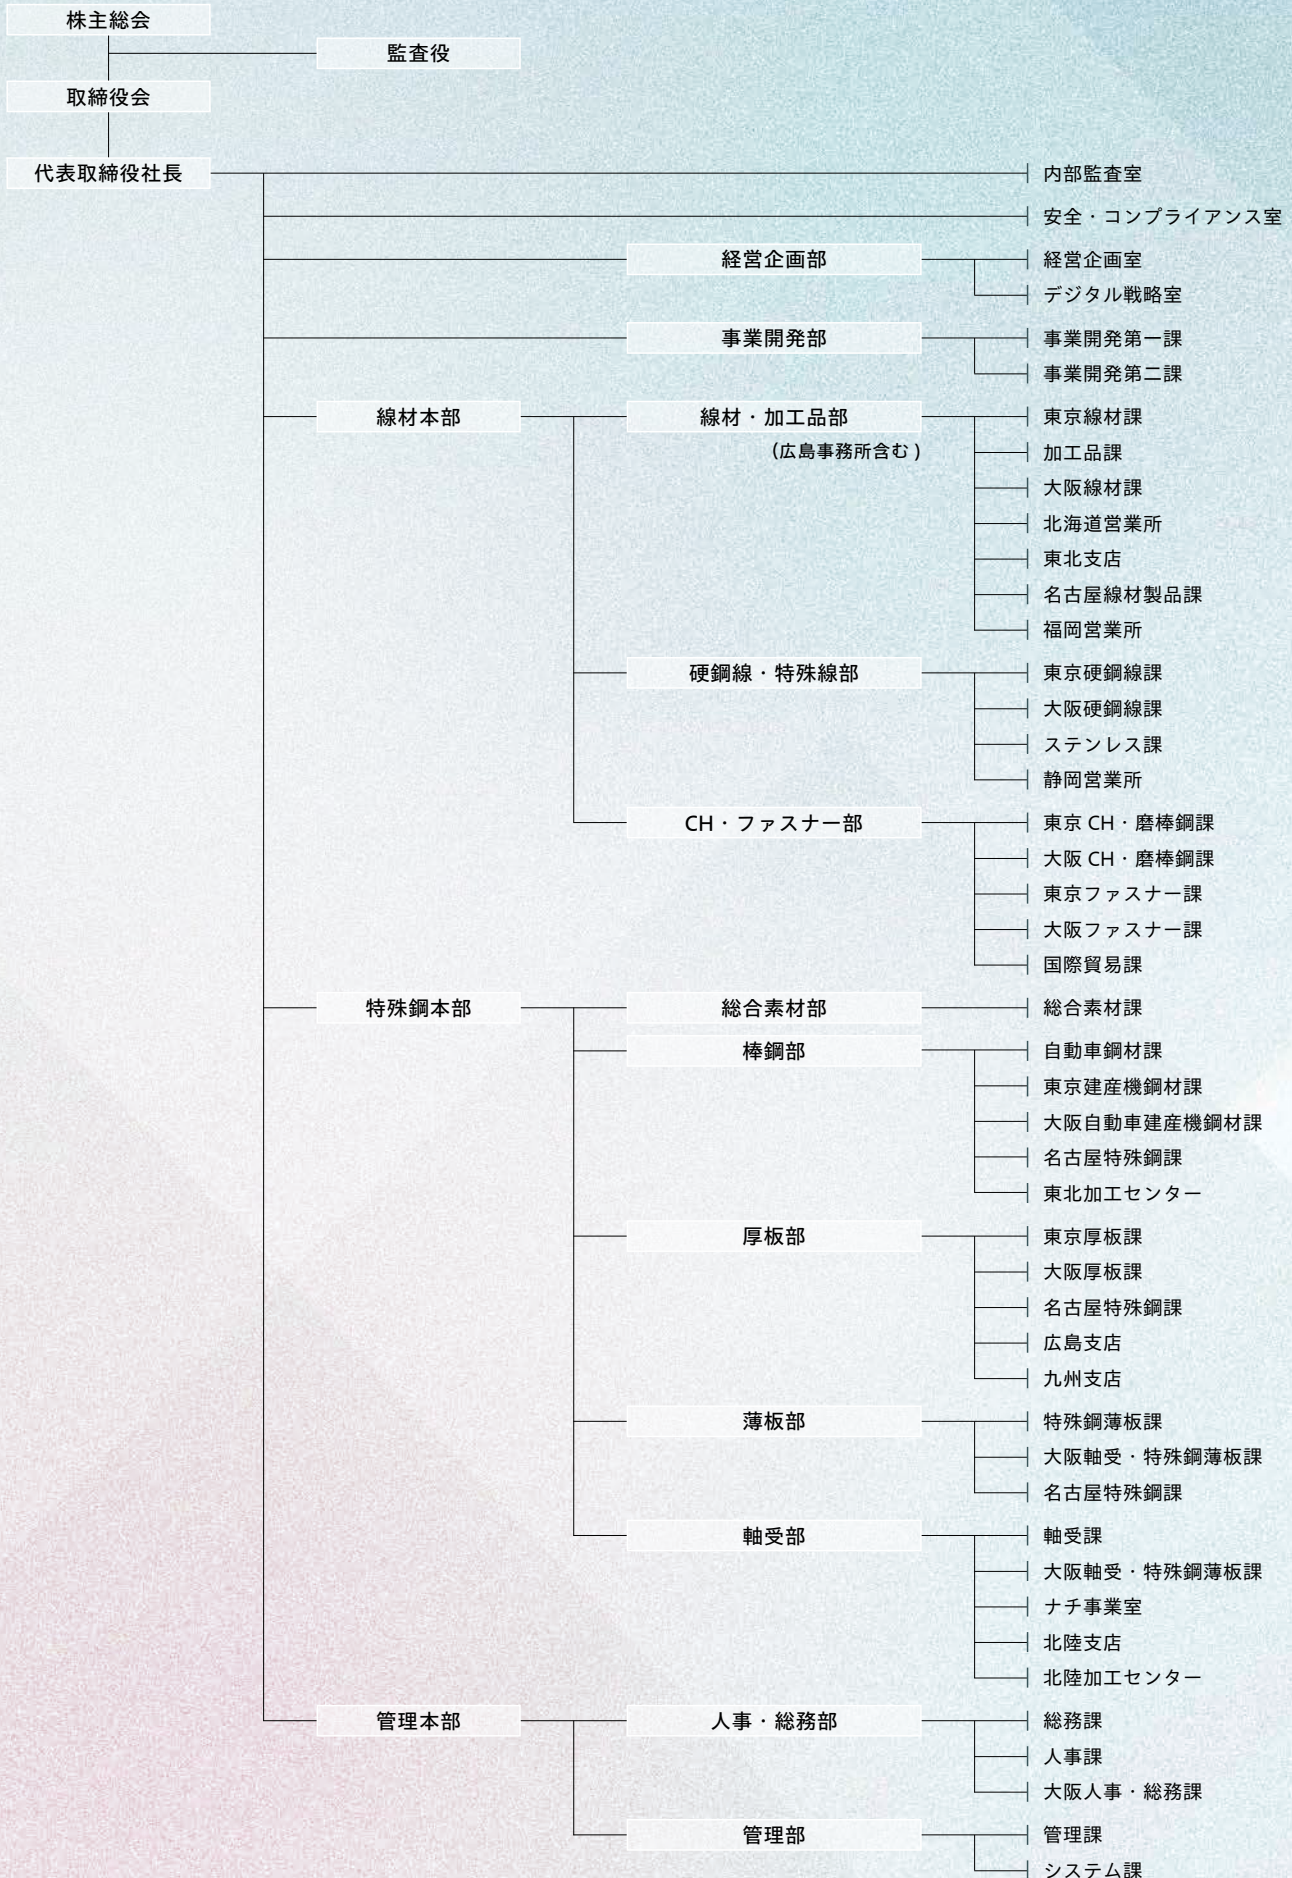 株主総会
監査役
取締役会
代表取締役社長
内部監査室
安全・コンプライアンス室
経営企画部
経営企画室
デジタル戦略室
事業開発部
事業開発第一課
事業開発第二課
線材本部
線材・加工品部
(広島事務所含む)
東京線材課
加工品課
大阪線材課
北海道営業所
東北支店
名古屋線材製品課
福岡営業所
硬鋼線・特殊線部
東京硬鋼線課
大阪硬鋼線課
ステンレス課
静岡営業所
CH・ファスナー部
東京 CH・磨棒鋼課
大阪 CH・磨棒鋼課
東京ファスナー課
大阪ファスナー課
国際貿易課
特殊鋼本部
総合素材部
総合素材課
棒鋼部
自動車鋼材課
東京建産機鋼材課
大阪自動車建産機鋼材課
名古屋特殊鋼課
東北加工センター
厚板部
東京厚板課
大阪厚板課
名古屋特殊鋼課
広島支店
九州支店
薄板部
特殊鋼薄板課
大阪軸受・特殊鋼薄板課
名古屋特殊鋼課
軸受部
軸受課
大阪軸受・特殊鋼薄板課
ナチ事業室
北陸支店
北陸加工センター
管理本部
人事・総務部
総務課
人事課
大阪人事・総務課
管理部
管理課
システム課